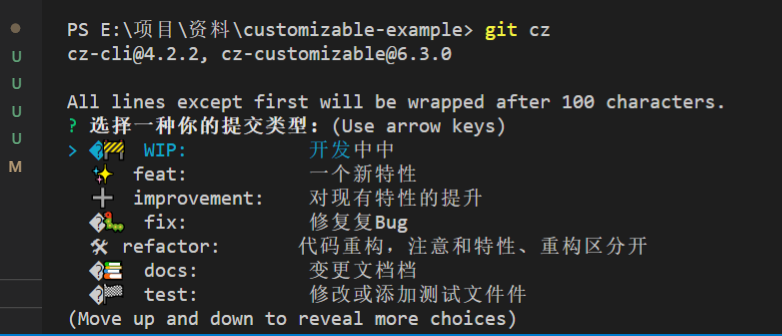 PS E:\项目\资料\customizable-example> git cz
cz-cli@4.2.2, cz-customizable@6.3.0
All lines except first will be wrapped after 100 characters.
? 选择一种你的提交类型: (Use arrow keys)
> �🚧 WIP: 开发中中
✨ feat: 一个新特性
➕ improvement: 对现有特性的提升
�🐛 fix: 修复复Bug
🛠 refactor: 代码重构，注意和特性、重构区分开
�📚 docs: 变更文档档
�🏁 test: 修改或添加测试文件件
(Move up and down to reveal more choices)
U
U
U
U
M